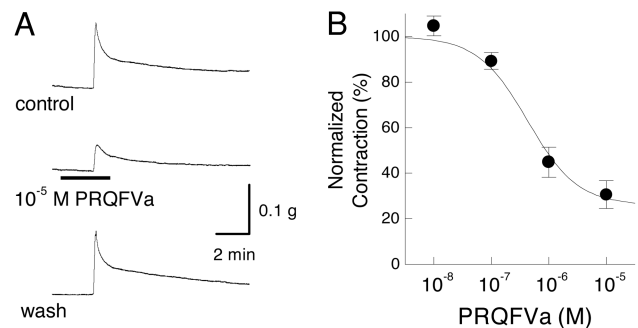 A
control
10⁻⁵ M PRQFVa
0.1 g
2 min
wash
B
Normalized
Contraction (%)
100
80
60
40
20
0
10⁻⁸
10⁻⁷
10⁻⁶
10⁻⁵
PRQFVa (M)